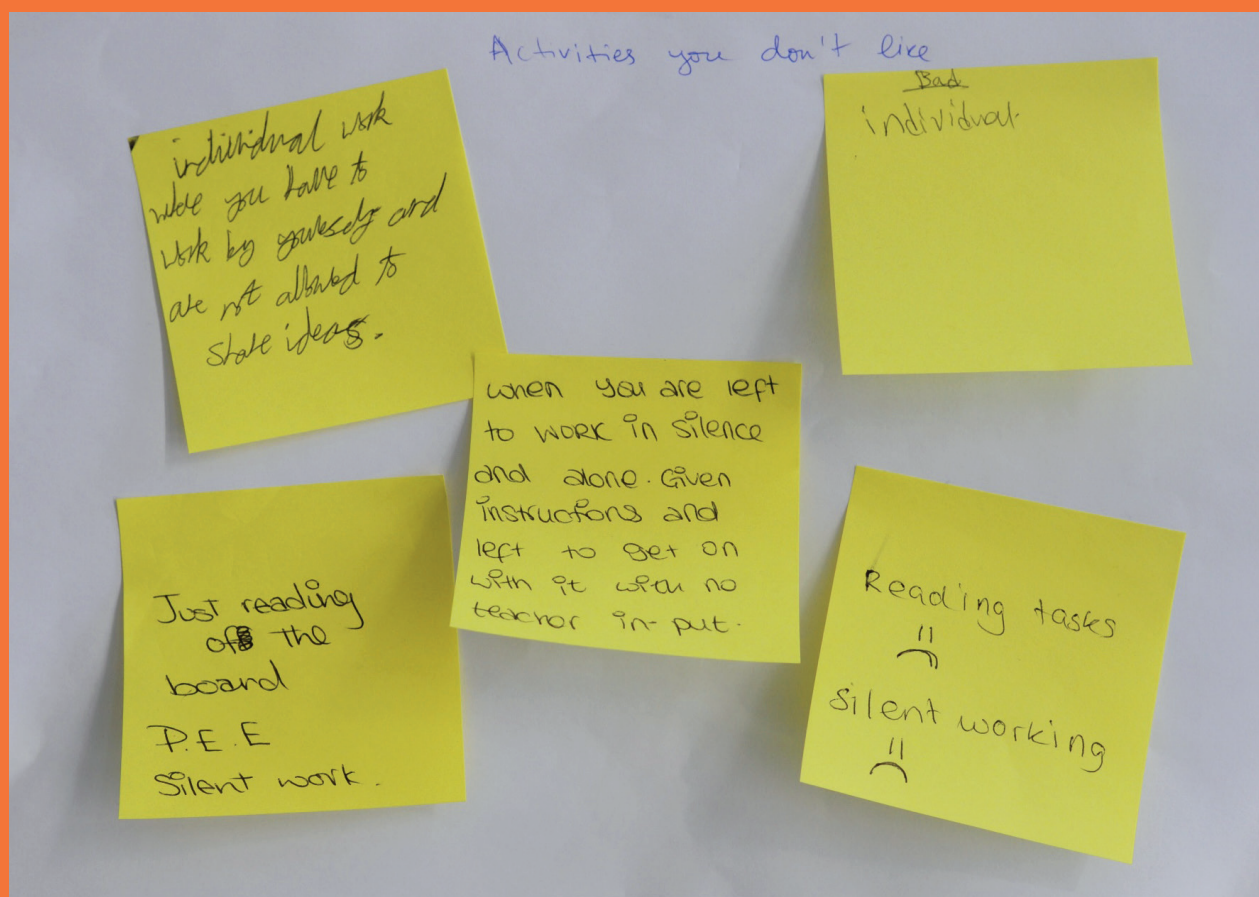 Activities you don't like
individual work
where you have to
work by yourself and
are not allowed to
share ideas.
Bad
individual.
when you are left
to work in silence
and alone. Given
instructions and
left to get on
with it with no
teacher in-put.
Just reading
of the
board
P.E.E
Silent work.
Reading tasks
silent working